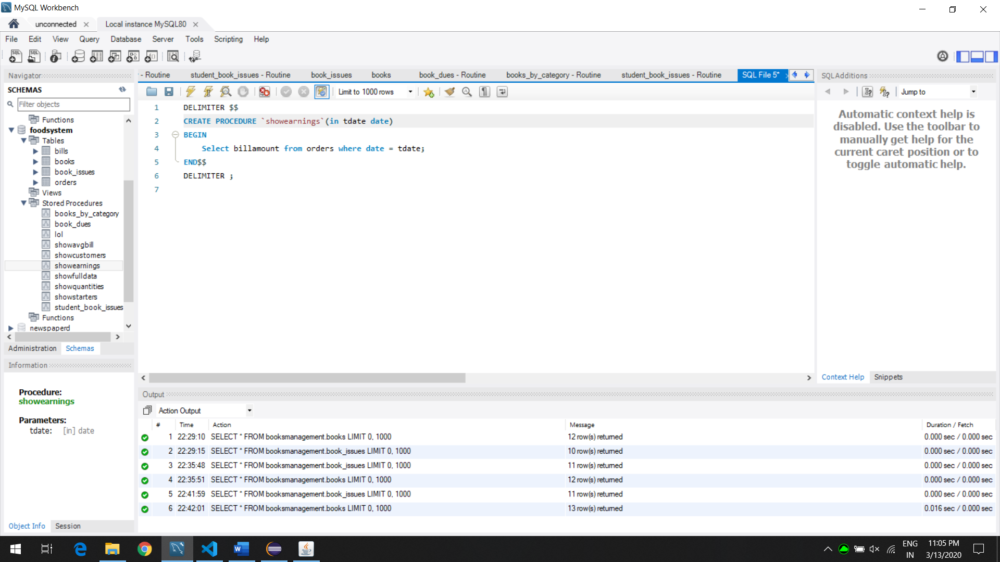 MySQL Workbench
unconnected
Local instance MySQL80
File Edit View Query Database Server Tools Scripting Help
Navigator
SCHEMAS
Filter objects
Functions
foodsystem
Tables
bills
books
book_issues
orders
Views
Stored Procedures
books_by_category
book_dues
lol
showavgbill
showcustomers
showearnings
showfulldata
showquantities
showstarters
student_book_issues
Functions
newspaperd
Administration Schemas
Information
Procedure:
showearnings
Parameters:
tdate: [in] date
Object Info Session
- Routine student_book_issues - Routine book_issues books book_dues - Routine books_by_category - Routine student_book_issues - Routine SQL File 5*
Limit to 1000 rows
1 DELIMITER $$
2 CREATE PROCEDURE `showearnings`(in tdate date)
3 BEGIN
4 Select billamount from orders where date = tdate;
5 END$$
6 DELIMITER ;
7
SQLAdditions
Jump to
Automatic context help is
disabled. Use the toolbar to
manually get help for the
current caret position or to
toggle automatic help.
Context Help Snippets
Output
Action Output
# Time Action Message Duration / Fetch
1 22:29:10 SELECT * FROM booksmanagement.books LIMIT 0, 1000 12 row(s) returned 0.000 sec / 0.000 sec
2 22:29:15 SELECT * FROM booksmanagement.book_issues LIMIT 0, 1000 10 row(s) returned 0.000 sec / 0.000 sec
3 22:35:48 SELECT * FROM booksmanagement.book_issues LIMIT 0, 1000 11 row(s) returned 0.000 sec / 0.000 sec
4 22:35:51 SELECT * FROM booksmanagement.books LIMIT 0, 1000 12 row(s) returned 0.000 sec / 0.000 sec
5 22:41:59 SELECT * FROM booksmanagement.book_issues LIMIT 0, 1000 11 row(s) returned 0.000 sec / 0.000 sec
6 22:42:01 SELECT * FROM booksmanagement.books LIMIT 0, 1000 13 row(s) returned 0.016 sec / 0.000 sec
ENG
IN
11:05 PM
3/13/2020